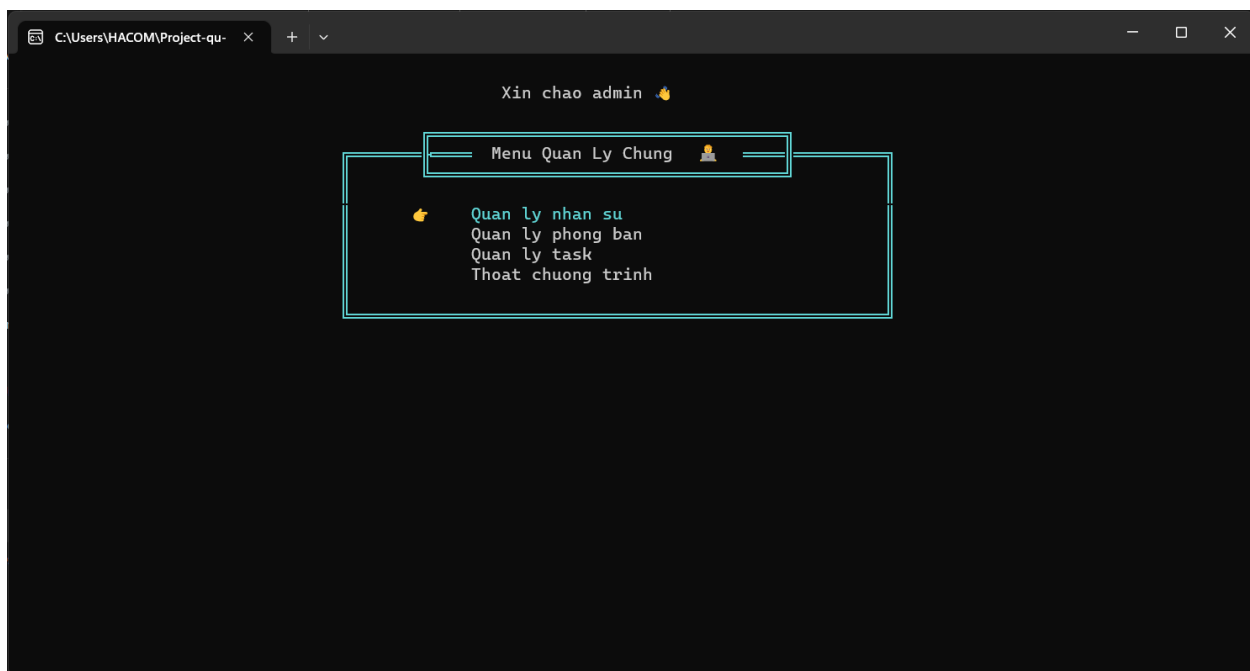 C:\Users\HACOM\Project-qu-
Xin chao admin 👋
Menu Quan Ly Chung 🧑‍💻
👉 Quan ly nhan su
Quan ly phong ban
Quan ly task
Thoat chuong trinh